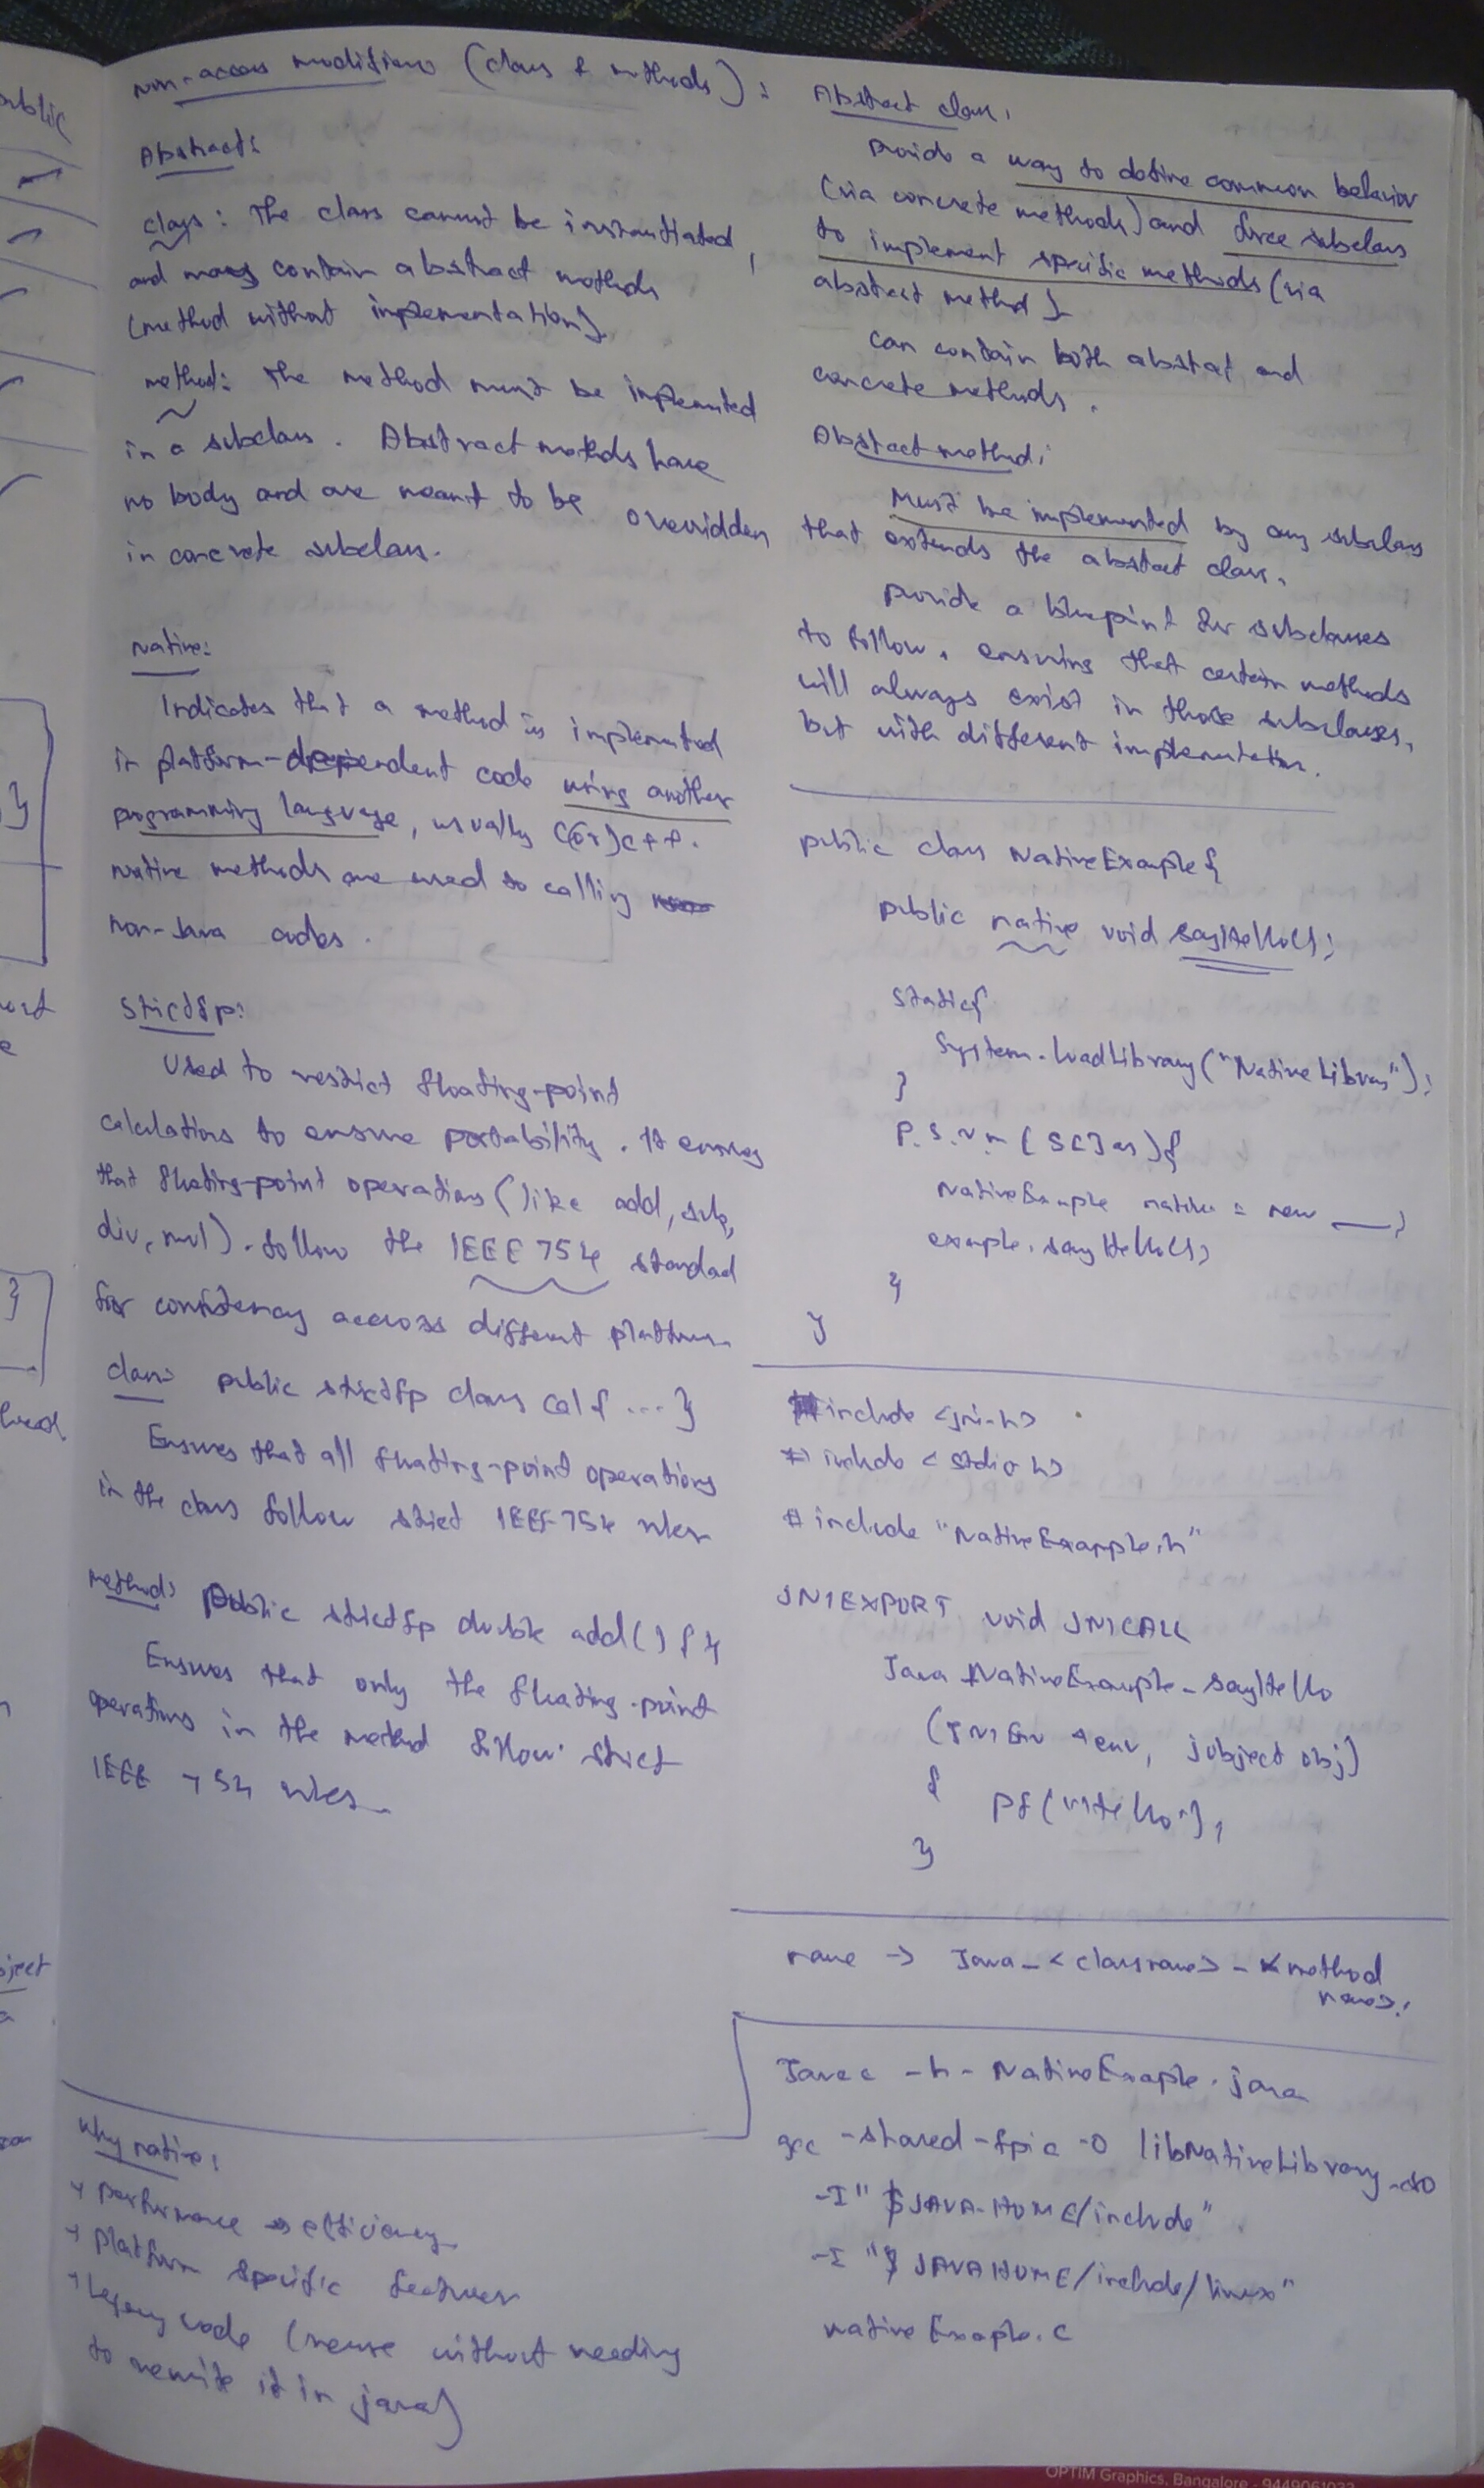 Non-access modifiers (class & methods):
Abstract:
class: The class cannot be instantiated,
and may contain abstract methods
(method without implementation).
method: The method must be implemented
in a subclass. Abstract methods have
no body and are meant to be overridden
in concrete subclass.
Native:
Indicates that a method is implemented
in platform-dependent code using another
programming language, usually C(or)C++.
Native methods are used to calling
non-Java codes.
Strictfp:
Used to restrict floating-point
calculations to ensure portability. It ensures
that floating-point operations (like add, sub,
div, mul). follow the IEEE 754 standard
for consistency accross different platforms
class: public strictfp class cal { ... }
Ensures that all floating-point operations
in the class follow strict IEEE-754 rules
method: Public strictfp double add() { }
Ensures that only the floating-point
operations in the method follow strict
IEEE 754 rules
Why native:
→ performance → efficiency
→ platform specific features
→ Legacy code (reuse without needing
to rewrite it in java)
Abstract class:
Provide a way to define common behavior
(via concrete methods) and force subclass
to implement specific methods (via
abstract method)
Can contain both abstract and
concrete methods.
Abstract method:
Must be implemented by any subclass
that extends the abstract class.
Provide a blueprint for subclasses
to follow, ensuring that certain methods
will always exist in those subclasses,
but with different implementation.
public class NativeExample {
public native void sayHello();
static {
System.loadLibrary("NativeLibrary");
}
P.S.V.m (S[] as) {
NativeExample native = new ___;
example.sayHello();
}
}
#include <jni.h>
#include <stdio.h>
#include "NativeExample.h"
JNIEXPORT void JNICALL
Java_NativeExample_sayHello
(JNIEnv *env, jobject obj)
{
pf("Hello");
}
name → Java_<classname>_<method
name>:
Javac -h - NativeExaple.java
gcc -shared -fpic -o libNativeLibrary.so
-I"$JAVA-HOME/include"
-I "$JAVAHOME/include/linux"
native Example.c
public
}
}
ject
OPTIM Graphics, Bangalore